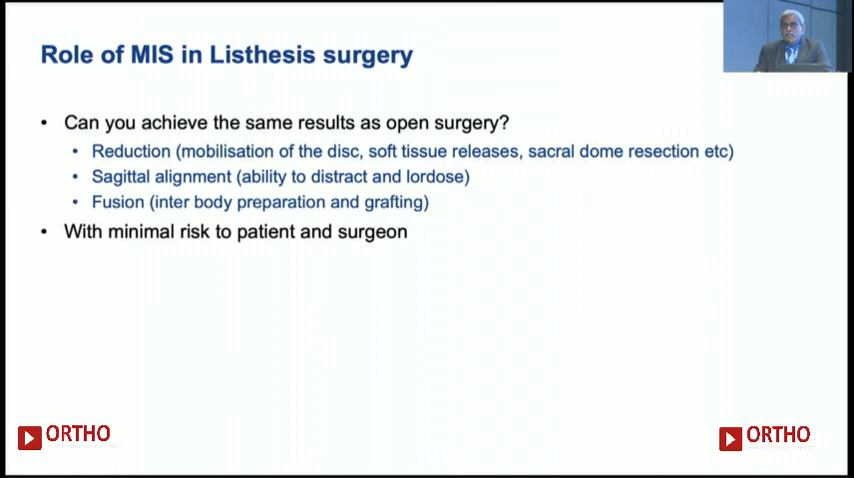 Role of MIS in Listhesis surgery
• Can you achieve the same results as open surgery?
• Reduction (mobilisation of the disc, soft tissue releases, sacral dome resection etc)
• Sagittal alignment (ability to distract and lordose)
• Fusion (inter body preparation and grafting)
• With minimal risk to patient and surgeon
ORTHO
ORTHO